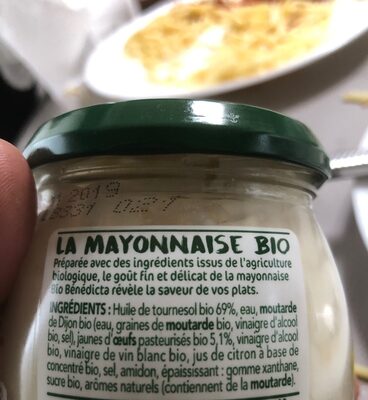 2019
8331 021
LA MAYONNAISE BIO
Préparée avec des ingrédients issus de l'agriculture
biologique, le goût fin et délicat de la mayonnaise
Bio Bénédicta révèle la saveur de vos plats.
INGRÉDIENTS : Huile de tournesol bio 69%, eau, moutarde
de Dijon bio (eau, graines de moutarde bio, vinaigre d'alcool
bio, sel), jaunes d'œufs pasteurisés bio 5,1%, vinaigre d'alcool
bio, vinaigre de vin blanc bio, jus de citron à base de
concentré bio, sel, amidon, épaississant : gomme xanthane,
sucre bio, arômes naturels (contiennent de la moutarde).